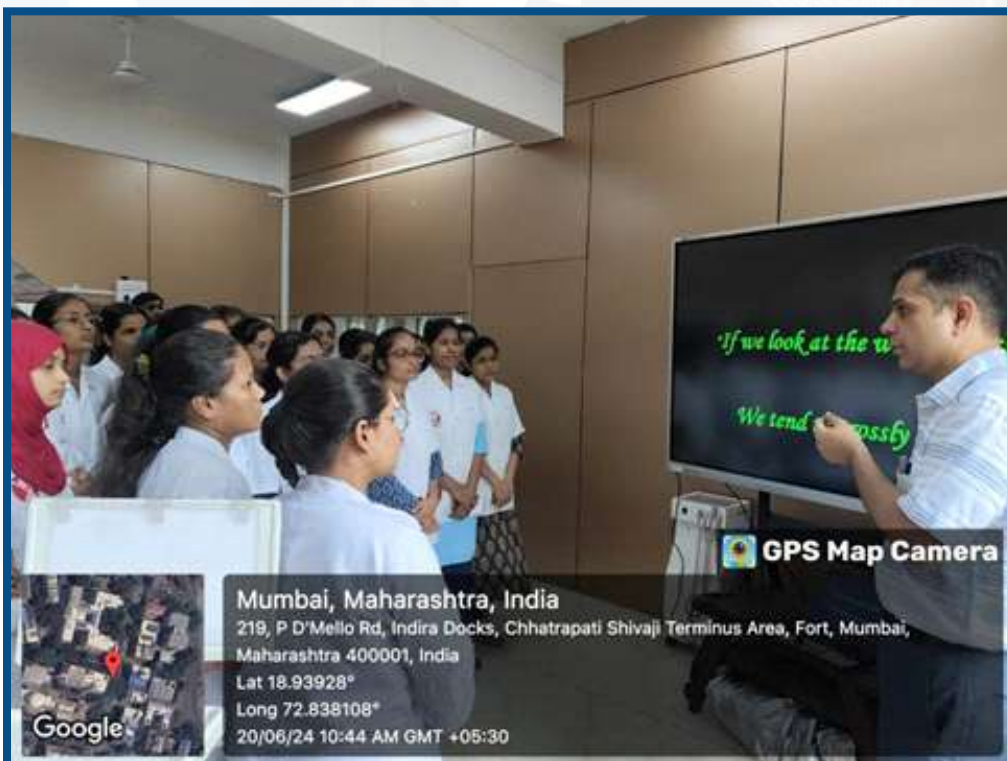 "If we look at the
We tend
GPS Map Camera
Mumbai, Maharashtra, India
219, P D'Mello Rd, Indira Docks, Chhatrapati Shivaji Terminus Area, Fort, Mumbai,
Maharashtra 400001, India
Lat 18.93928°
Long 72.838108°
20/06/24 10:44 AM GMT +05:30
Google